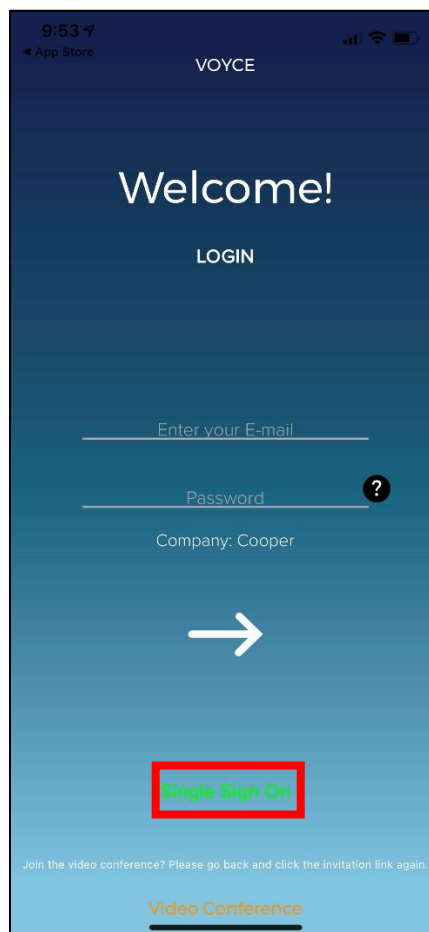 9:53
◀ App Store
VOYCE
Welcome!
LOGIN
Enter your E-mail
Password
?
Company: Cooper
Single Sign On
Join the video conference? Please go back and click the invitation link again.
Video Conference